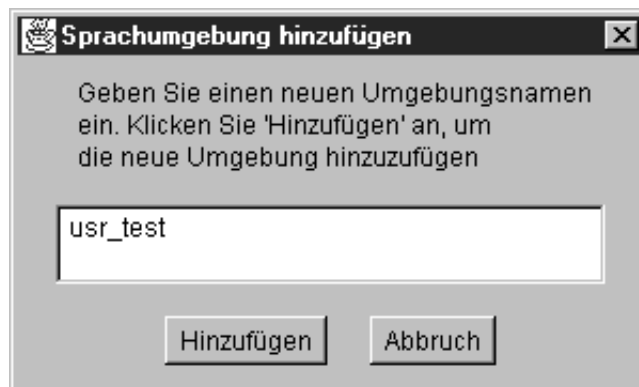 Sprachumgebung hinzufügen
Geben Sie einen neuen Umgebungsnamen
ein. Klicken Sie 'Hinzufügen' an, um
die neue Umgebung hinzuzufügen
usr_test
Hinzufügen Abbruch